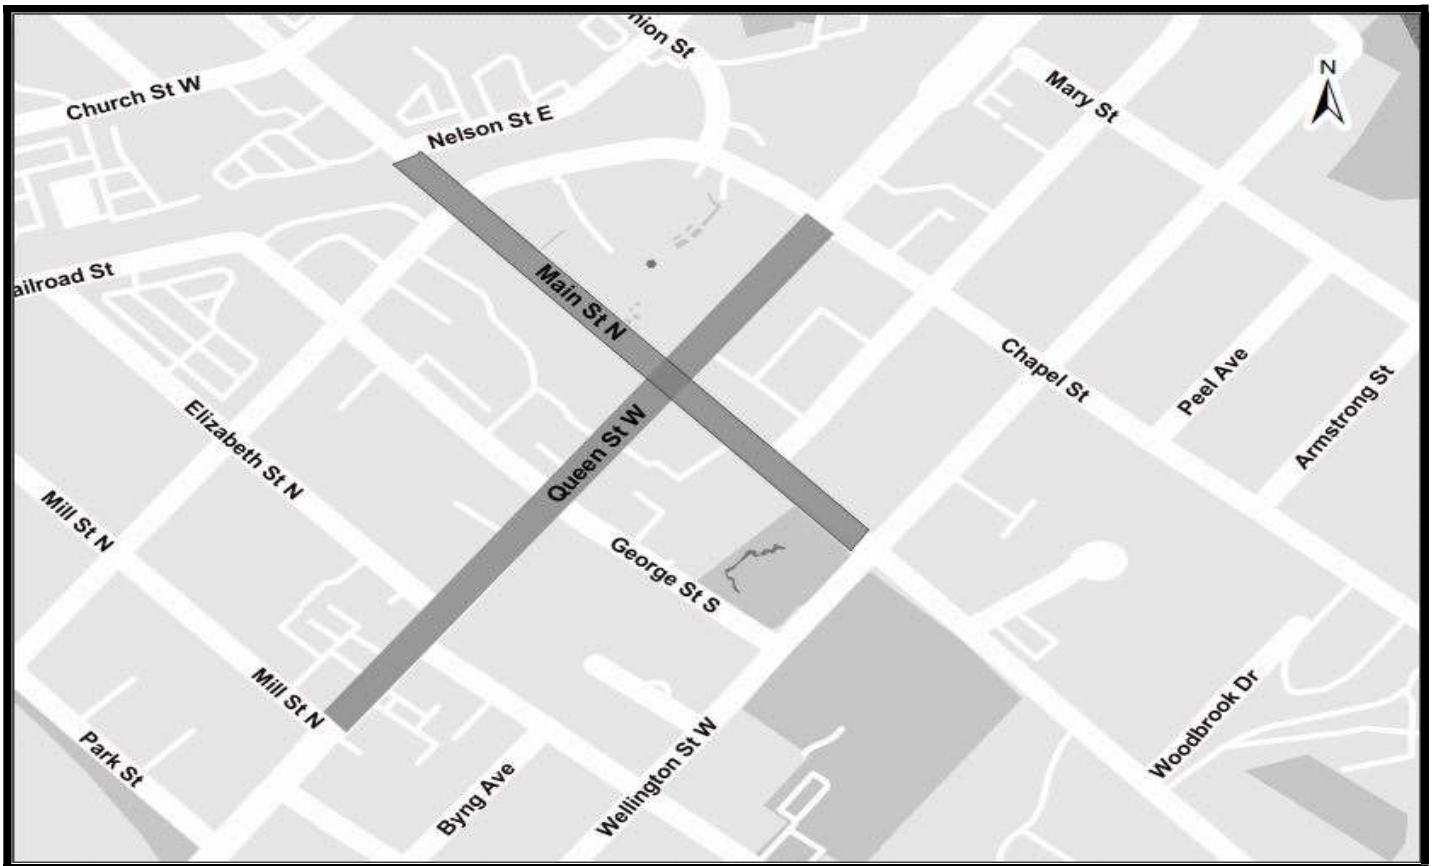 nion St
N
Church St W
Mary St
Nelson St E
ailroad St
Main St N
Chapel St
Peel Ave
Armstrong St
Elizabeth St N
Queen St W
Mill St N
George St S
Mill St N
Woodbrook Dr
Park St
Byng Ave
Wellington St W